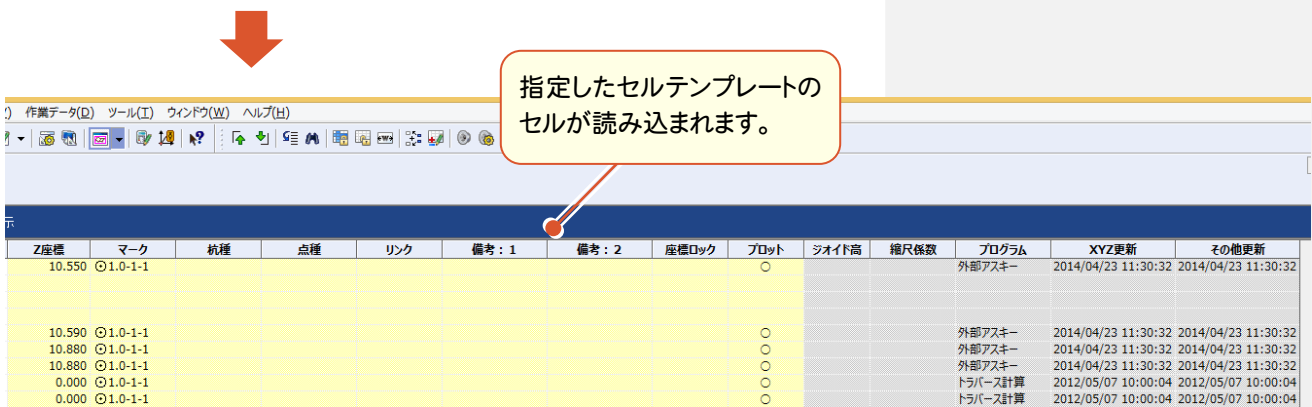 指定したセルテンプレートの
セルが読み込まれます。
作業データ(D) ツール(T) ウィンドウ(W) ヘルプ(H)
示
Z座標 マーク 杭種 点種 リンク 備考：1 備考：2 座標ロック プロット ジオイド高 縮尺係数 プログラム XYZ更新 その他更新
10.550 ⊙1.0-1-1 ○ 外部アスキー 2014/04/23 11:30:32 2014/04/23 11:30:32
10.590 ⊙1.0-1-1 ○ 外部アスキー 2014/04/23 11:30:32 2014/04/23 11:30:32
10.880 ⊙1.0-1-1 ○ 外部アスキー 2014/04/23 11:30:32 2014/04/23 11:30:32
10.880 ⊙1.0-1-1 ○ 外部アスキー 2014/04/23 11:30:32 2014/04/23 11:30:32
0.000 ⊙1.0-1-1 ○ トラバース計算 2012/05/07 10:00:04 2012/05/07 10:00:04
0.000 ⊙1.0-1-1 ○ トラバース計算 2012/05/07 10:00:04 2012/05/07 10:00:04